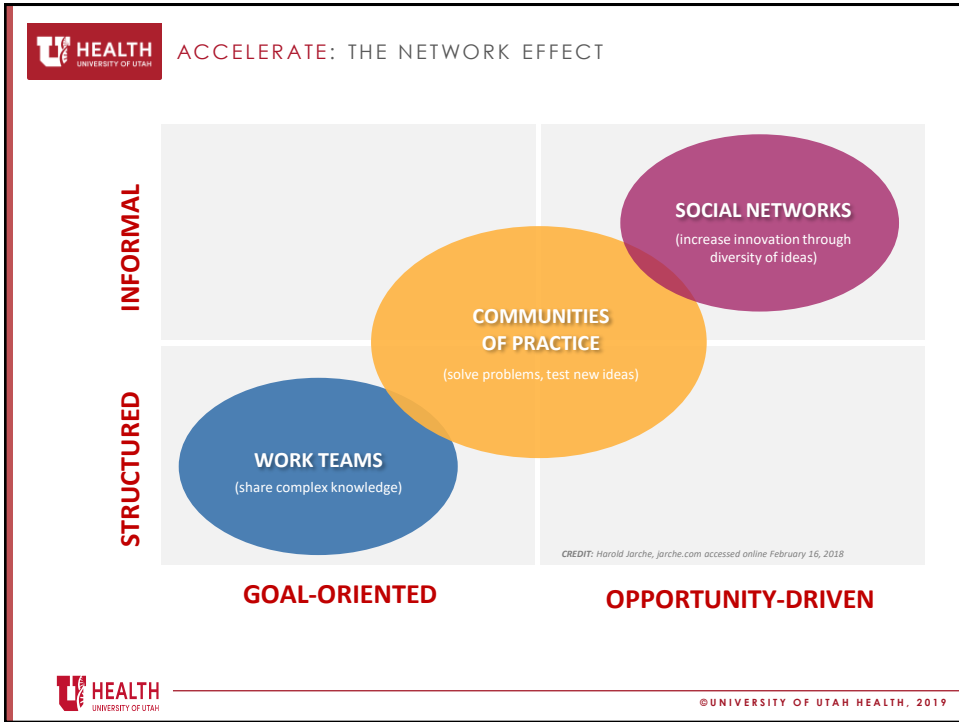 HEALTH
UNIVERSITY OF UTAH
ACCELERATE: THE NETWORK EFFECT
INFORMAL
STRUCTURED
SOCIAL NETWORKS
(increase innovation through
diversity of ideas)
COMMUNITIES
OF PRACTICE
(solve problems, test new ideas)
WORK TEAMS
(share complex knowledge)
CREDIT: Harold Jarche, jarche.com accessed online February 16, 2018
GOAL-ORIENTED
OPPORTUNITY-DRIVEN
HEALTH
UNIVERSITY OF UTAH
©UNIVERSITY OF UTAH HEALTH, 2019